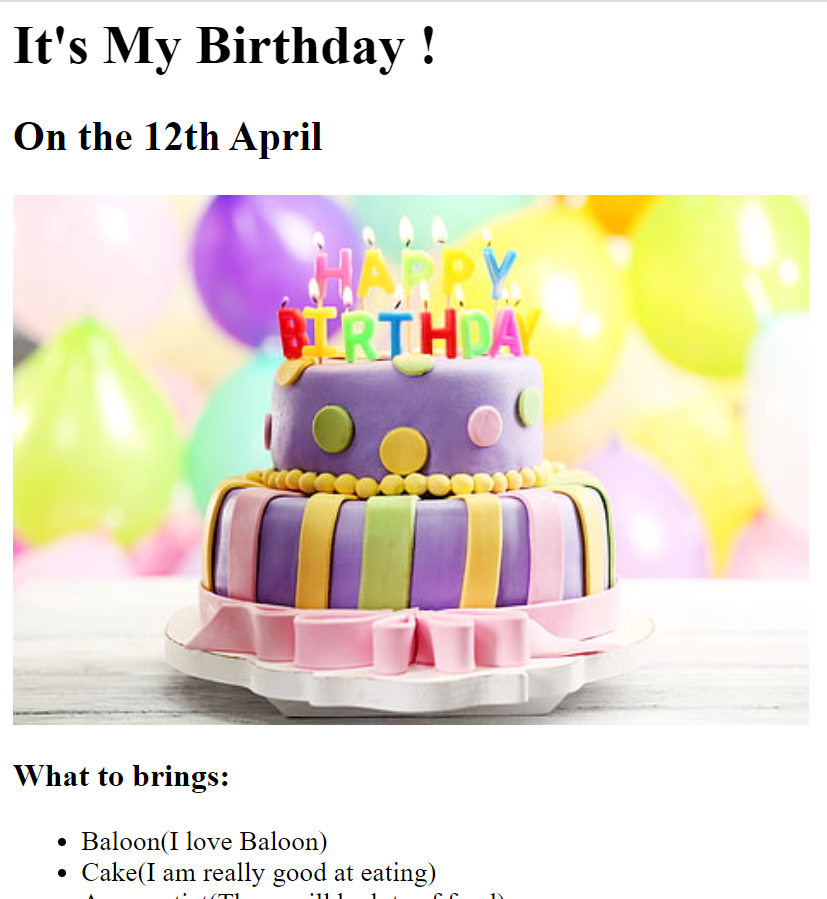 It's My Birthday !
On the 12th April
HAPPY
BIRTHDAY
What to brings:
Baloon(I love Baloon)
Cake(I am really good at eating)